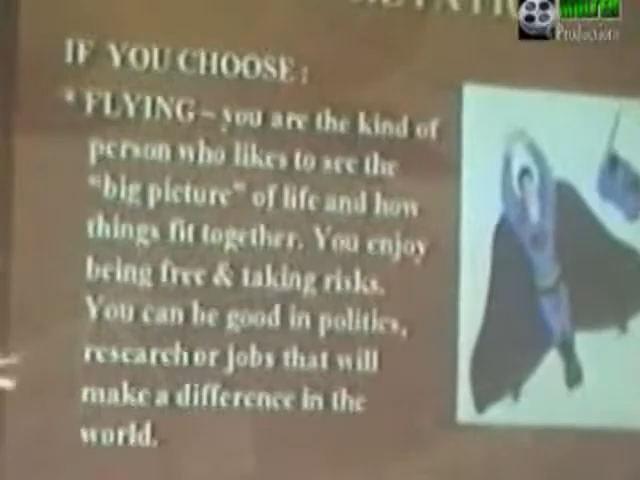 IF YOU CHOOSE:
* FLYING – you are the kind of
person who likes to see the
"big picture" of life and how
things fit together. You enjoy
being free & taking risks.
You can be good in politics,
research or jobs that will
make a difference in the
world.
Production